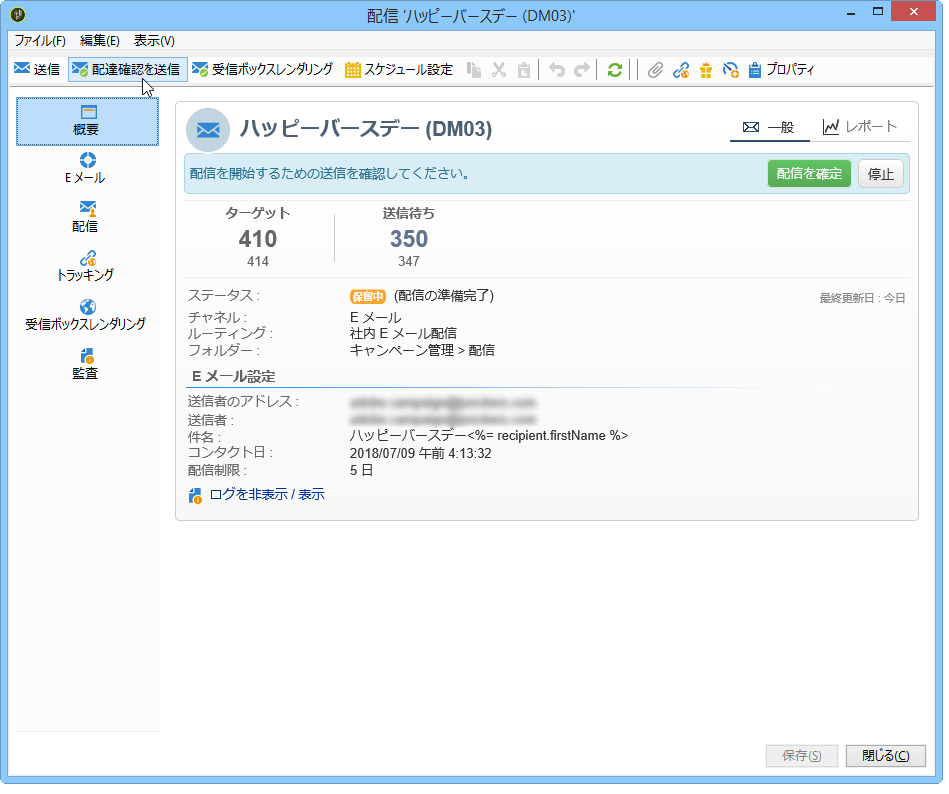 配信 'ハッピーバースデー (DM03)'
ファイル(F) 編集(E) 表示(V)
送信 配達確認を送信 受信ボックスレンダリング スケジュール設定 プロパティ
概要
E メール
配信
トラッキング
受信ボックスレンダリング
監査
ハッピーバースデー (DM03)
一般 レポート
配信を開始するための送信を確認してください。 配信を確定 停止
ターゲット 送信待ち
410 350
414 347
ステータス : 保留中 (配信の準備完了) 最終更新日 : 今日
チャネル : E メール
ルーティング : 社内 E メール配信
フォルダー : キャンペーン管理 > 配信
E メール設定
送信者のアドレス :
送信者 :
件名 : ハッピーバースデー<%= recipient.firstName %>
コンタクト日 : 2018/07/09 午前 4:13:32
配信制限 : 5 日
ログを非表示 / 表示
保存(S) 閉じる(C)